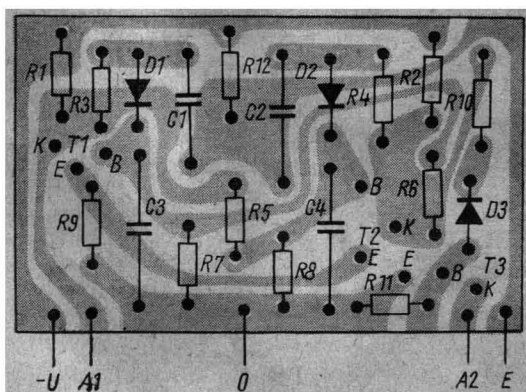 R1
R3
D1
C1
R12
C2
D2
R4
R2
R10
K
T1
E
B
R9
C3
R7
R5
R8
C4
B
T2
E
K
R6
D3
E
B
T3
K
R11
-U
A1
0
A2
E